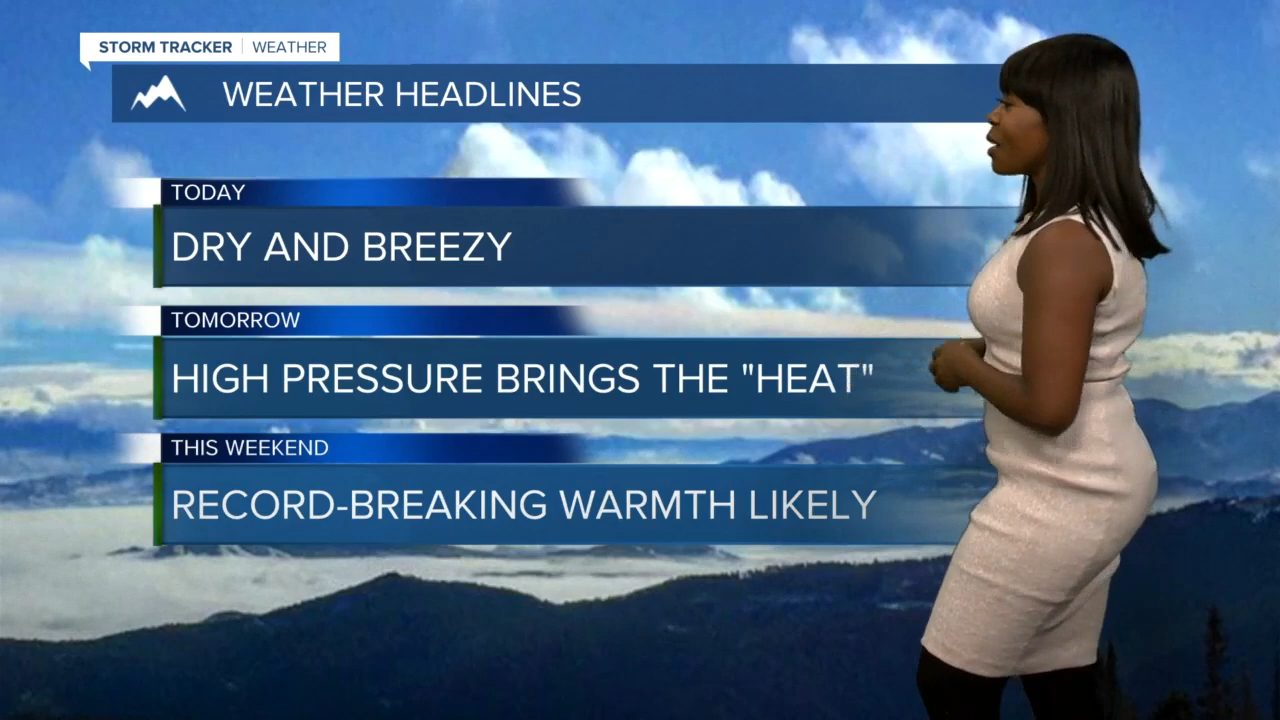 STORM TRACKER | WEATHER
WEATHER HEADLINES
TODAY
DRY AND BREEZY
TOMORROW
HIGH PRESSURE BRINGS THE "HEAT"
THIS WEEKEND
RECORD-BREAKING WARMTH LIKELY